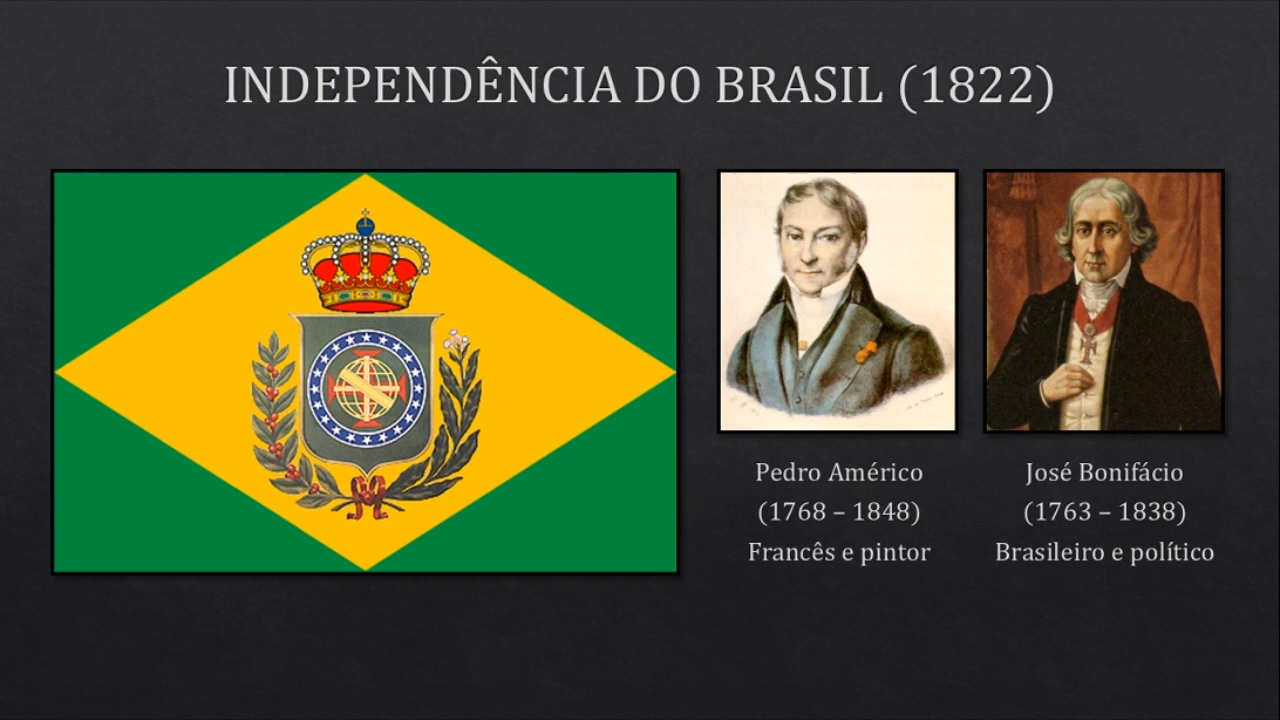 INDEPENDÊNCIA DO BRASIL (1822)
Pedro Américo
(1768 – 1848)
Francês e pintor
José Bonifácio
(1763 – 1838)
Brasileiro e político